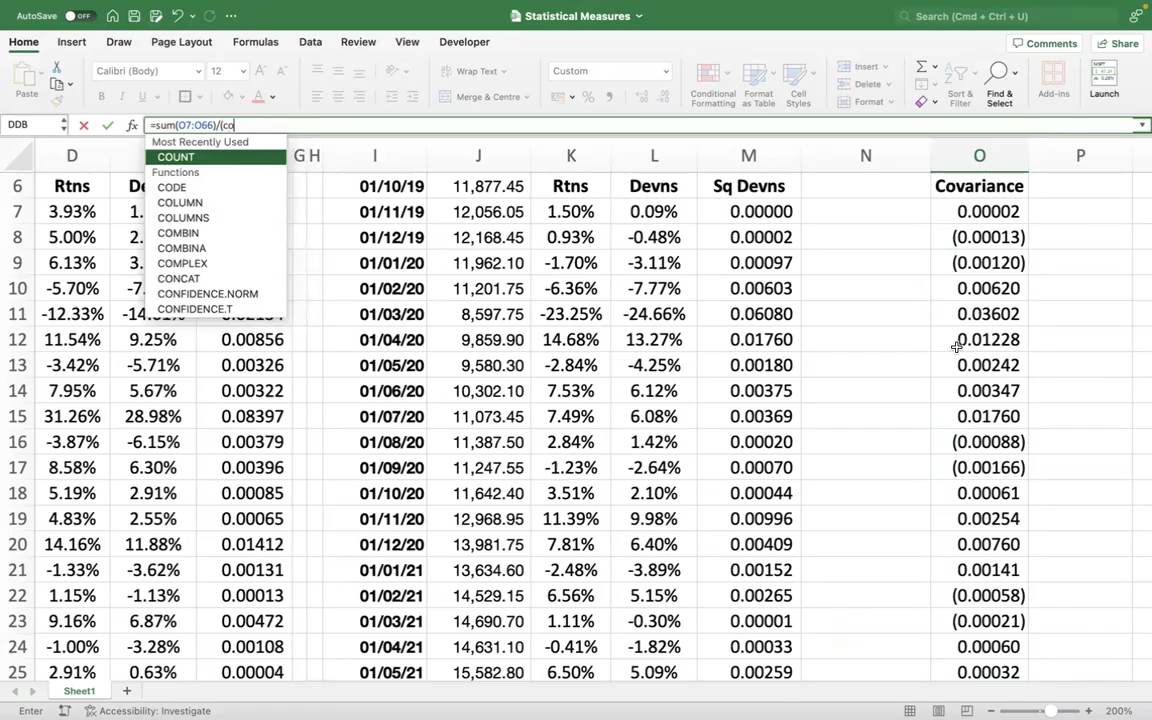 AutoSave OFF Statistical Measures Search (Cmd + Ctrl + U)
Home Insert Draw Page Layout Formulas Data Review View Developer Comments Share
Paste Calibri (Body) 12 A A Wrap Text Custom Conditional Formatting Format as Table Cell Styles Insert Sort & Filter Find & Select Add-ins Launch
B I U A Merge & Centre % Delete
Format
DDB fx =sum(O7:O66)/(co
Most Recently Used
COUNT
Functions
CODE
COLUMN
COLUMNS
COMBIN
COMBINA
COMPLEX
CONCAT
CONFIDENCE.NORM
CONFIDENCE.T
D G H I J K L M N O P
6 Rtns De 01/10/19 11,877.45 Rtns Devns Sq Devns Covariance
7 3.93% 1. 01/11/19 12,056.05 1.50% 0.09% 0.00000 0.00002
8 5.00% 2. 01/12/19 12,168.45 0.93% -0.48% 0.00002 (0.00013)
9 6.13% 3. 01/01/20 11,962.10 -1.70% -3.11% 0.00097 (0.00120)
10 -5.70% -7. 01/02/20 11,201.75 -6.36% -7.77% 0.00603 0.00620
11 -12.33% 01/03/20 8,597.75 -23.25% -24.66% 0.06080 0.03602
12 11.54% 9.25% 0.00856 01/04/20 9,859.90 14.68% 13.27% 0.01760 0.01228
13 -3.42% -5.71% 0.00326 01/05/20 9,580.30 -2.84% -4.25% 0.00180 0.00242
14 7.95% 5.67% 0.00322 01/06/20 10,302.10 7.53% 6.12% 0.00375 0.00347
15 31.26% 28.98% 0.08397 01/07/20 11,073.45 7.49% 6.08% 0.00369 0.01760
16 -3.87% -6.15% 0.00379 01/08/20 11,387.50 2.84% 1.42% 0.00020 (0.00088)
17 8.58% 6.30% 0.00396 01/09/20 11,247.55 -1.23% -2.64% 0.00070 (0.00166)
18 5.19% 2.91% 0.00085 01/10/20 11,642.40 3.51% 2.10% 0.00044 0.00061
19 4.83% 2.55% 0.00065 01/11/20 12,968.95 11.39% 9.98% 0.00996 0.00254
20 14.16% 11.88% 0.01412 01/12/20 13,981.75 7.81% 6.40% 0.00409 0.00760
21 -1.33% -3.62% 0.00131 01/01/21 13,634.60 -2.48% -3.89% 0.00152 0.00141
22 1.15% -1.13% 0.00013 01/02/21 14,529.15 6.56% 5.15% 0.00265 (0.00058)
23 9.16% 6.87% 0.00472 01/03/21 14,690.70 1.11% -0.30% 0.00001 (0.00021)
24 -1.00% -3.28% 0.00108 01/04/21 14,631.10 -0.41% -1.82% 0.00033 0.00060
25 2.91% 0.63% 0.00004 01/05/21 15,582.80 6.50% 5.09% 0.00259 0.00032
Sheet1
Enter Accessibility: Investigate 200%